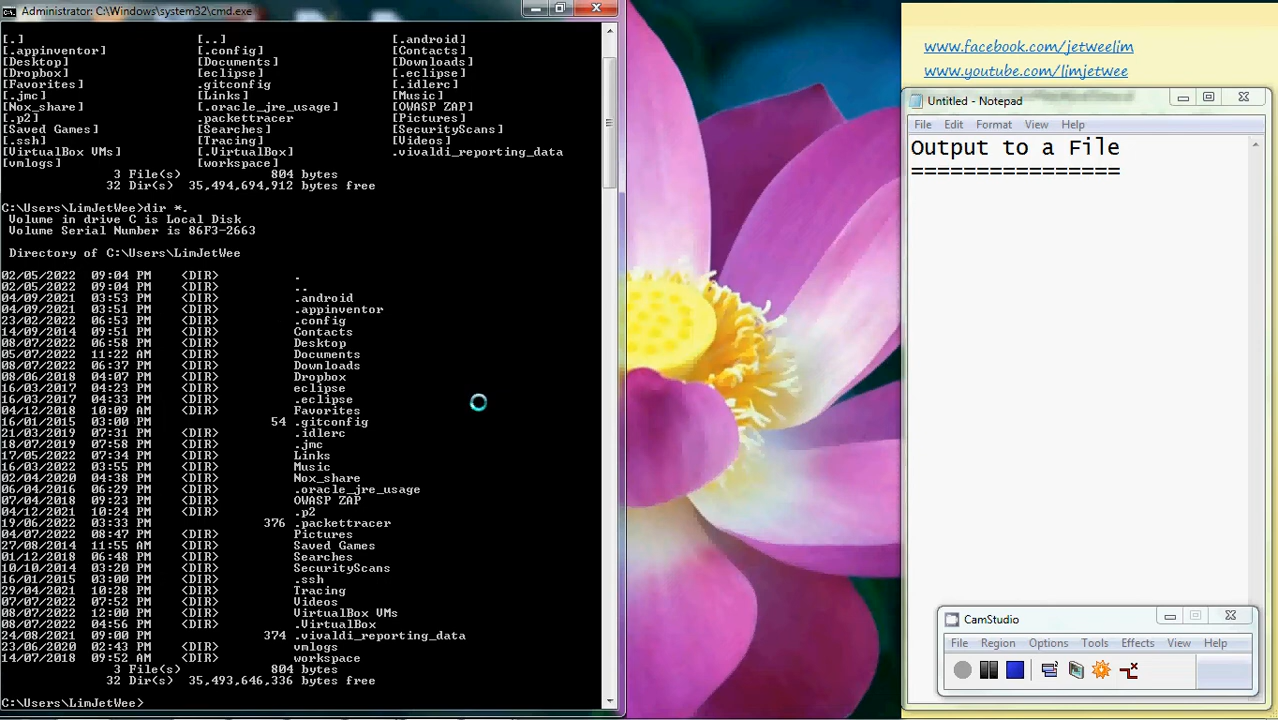 Administrator: C:\Windows\system32\cmd.exe
[.] [..] [.android]
[.appinventor] [.config] [Contacts]
[Desktop] [Documents] [Downloads]
[Dropbox] [eclipse] [.eclipse]
[Favorites] .gitconfig [.idlerc]
[.jmc] [Links] [Music]
[Nox_share] [.oracle_jre_usage] [OWASP ZAP]
[.p2] .packettracer [Pictures]
[Saved Games] [Searches] [SecurityScans]
[.ssh] [Tracing] [Videos]
[VirtualBox VMs] [.VirtualBox] .vivaldi_reporting_data
[vmlogs] [workspace]
3 File(s) 804 bytes
32 Dir(s) 35,494,694,912 bytes free
C:\Users\LimJetWee>dir *.
Volume in drive C is Local Disk
Volume Serial Number is 86F3-2663
Directory of C:\Users\LimJetWee
02/05/2022 09:04 PM <DIR> .
02/05/2022 09:04 PM <DIR> ..
04/09/2021 03:53 PM <DIR> .android
04/09/2021 03:51 PM <DIR> .appinventor
23/02/2022 06:53 PM <DIR> .config
14/09/2014 09:51 PM <DIR> Contacts
08/07/2022 06:58 PM <DIR> Desktop
05/07/2022 11:22 AM <DIR> Documents
08/07/2022 06:37 PM <DIR> Downloads
08/06/2018 04:07 PM <DIR> Dropbox
16/03/2017 04:23 PM <DIR> eclipse
16/03/2017 04:33 PM <DIR> .eclipse
04/12/2018 10:09 AM <DIR> Favorites
16/01/2015 03:00 PM 54 .gitconfig
21/03/2019 07:31 PM <DIR> .idlerc
18/07/2019 07:58 PM <DIR> .jmc
17/05/2022 07:34 PM <DIR> Links
16/03/2022 03:55 PM <DIR> Music
02/04/2020 04:38 PM <DIR> Nox_share
06/04/2016 06:29 PM <DIR> .oracle_jre_usage
07/04/2018 09:23 PM <DIR> OWASP ZAP
04/12/2021 10:24 PM <DIR> .p2
19/06/2022 03:33 PM 376 .packettracer
04/07/2022 08:47 PM <DIR> Pictures
27/08/2014 11:55 AM <DIR> Saved Games
01/12/2018 06:48 PM <DIR> Searches
10/10/2014 03:20 PM <DIR> SecurityScans
16/01/2015 03:00 PM <DIR> .ssh
29/04/2021 10:28 PM <DIR> Tracing
07/07/2022 07:52 PM <DIR> Videos
08/07/2022 12:00 PM <DIR> VirtualBox VMs
08/07/2022 04:56 PM <DIR> .VirtualBox
24/08/2021 09:00 PM 374 .vivaldi_reporting_data
23/06/2020 02:43 PM <DIR> vmlogs
14/07/2018 09:52 AM <DIR> workspace
3 File(s) 804 bytes
32 Dir(s) 35,493,646,336 bytes free
C:\Users\LimJetWee>
www.facebook.com/jetweelim
www.youtube.com/limjetwee
Untitled - Notepad
File Edit Format View Help
Output to a File
================
CamStudio
File Region Options Tools Effects View Help